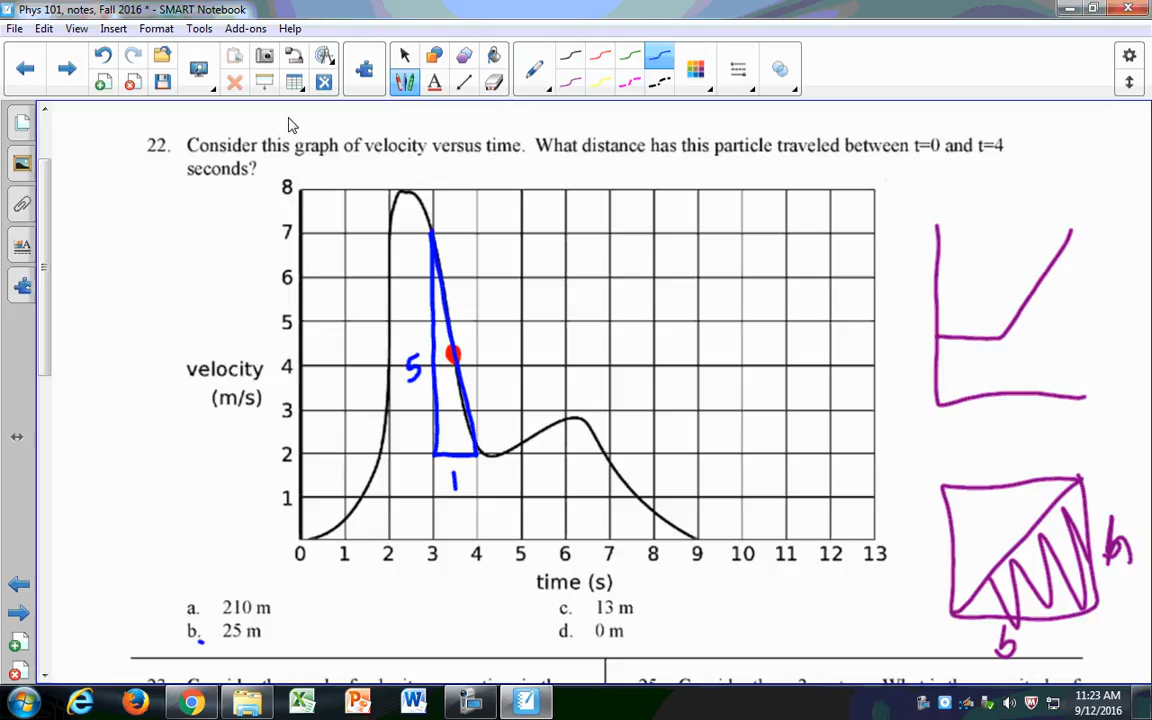 Phys 101, notes, Fall 2016 * - SMART Notebook
File Edit View Insert Format Tools Add-ons Help
22. Consider this graph of velocity versus time. What distance has this particle traveled between t=0 and t=4
seconds?
8
7
6
5
4
3
2
1
velocity
(m/s)
5
1
0 1 2 3 4 5 6 7 8 9 10 11 12 13
time (s)
h
b
a. 210 m c. 13 m
b. 25 m d. 0 m
11:23 AM
9/12/2016